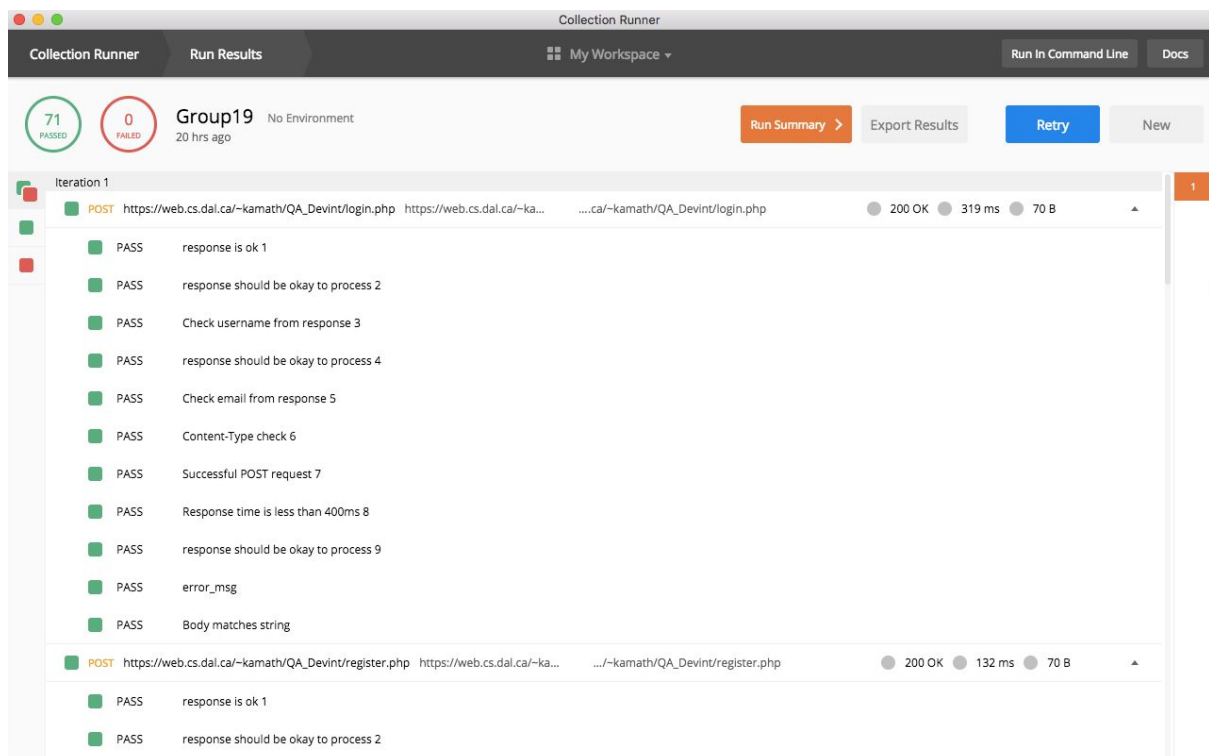 Collection Runner
Collection Runner Run Results My Workspace Run In Command Line Docs
71 PASSED 0 FAILED Group19 No Environment Run Summary Export Results Retry New
20 hrs ago
Iteration 1
1
POST https://web.cs.dal.ca/~kamath/QA_Devint/login.php https://web.cs.dal.ca/~ka... ....ca/~kamath/QA_Devint/login.php 200 OK 319 ms 70 B
PASS response is ok 1
PASS response should be okay to process 2
PASS Check username from response 3
PASS response should be okay to process 4
PASS Check email from response 5
PASS Content-Type check 6
PASS Successful POST request 7
PASS Response time is less than 400ms 8
PASS response should be okay to process 9
PASS error_msg
PASS Body matches string
POST https://web.cs.dal.ca/~kamath/QA_Devint/register.php https://web.cs.dal.ca/~ka... .../~kamath/QA_Devint/register.php 200 OK 132 ms 70 B
PASS response is ok 1
PASS response should be okay to process 2